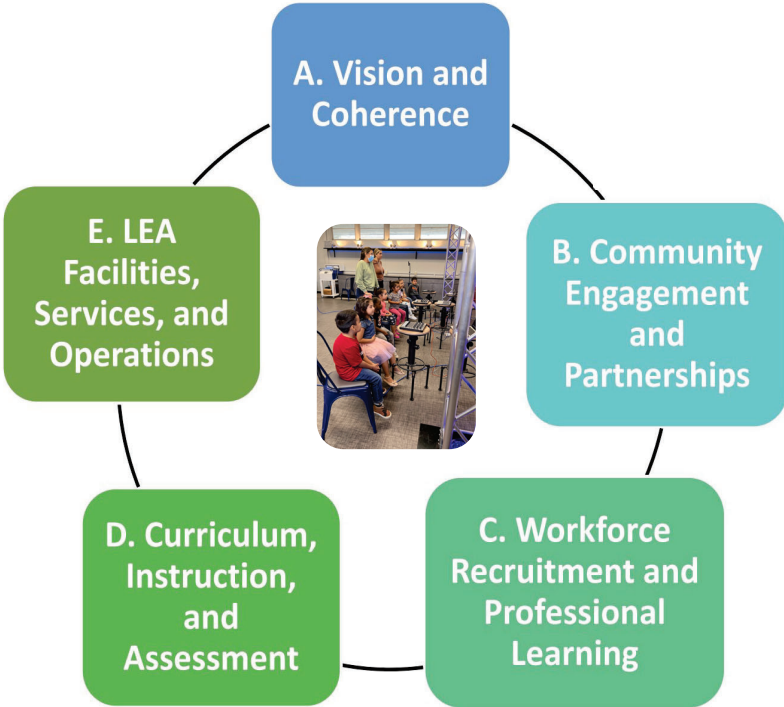 A. Vision and
Coherence
B. Community
Engagement
and
Partnerships
C. Workforce
Recruitment and
Professional
Learning
D. Curriculum,
Instruction,
and
Assessment
E. LEA
Facilities,
Services, and
Operations